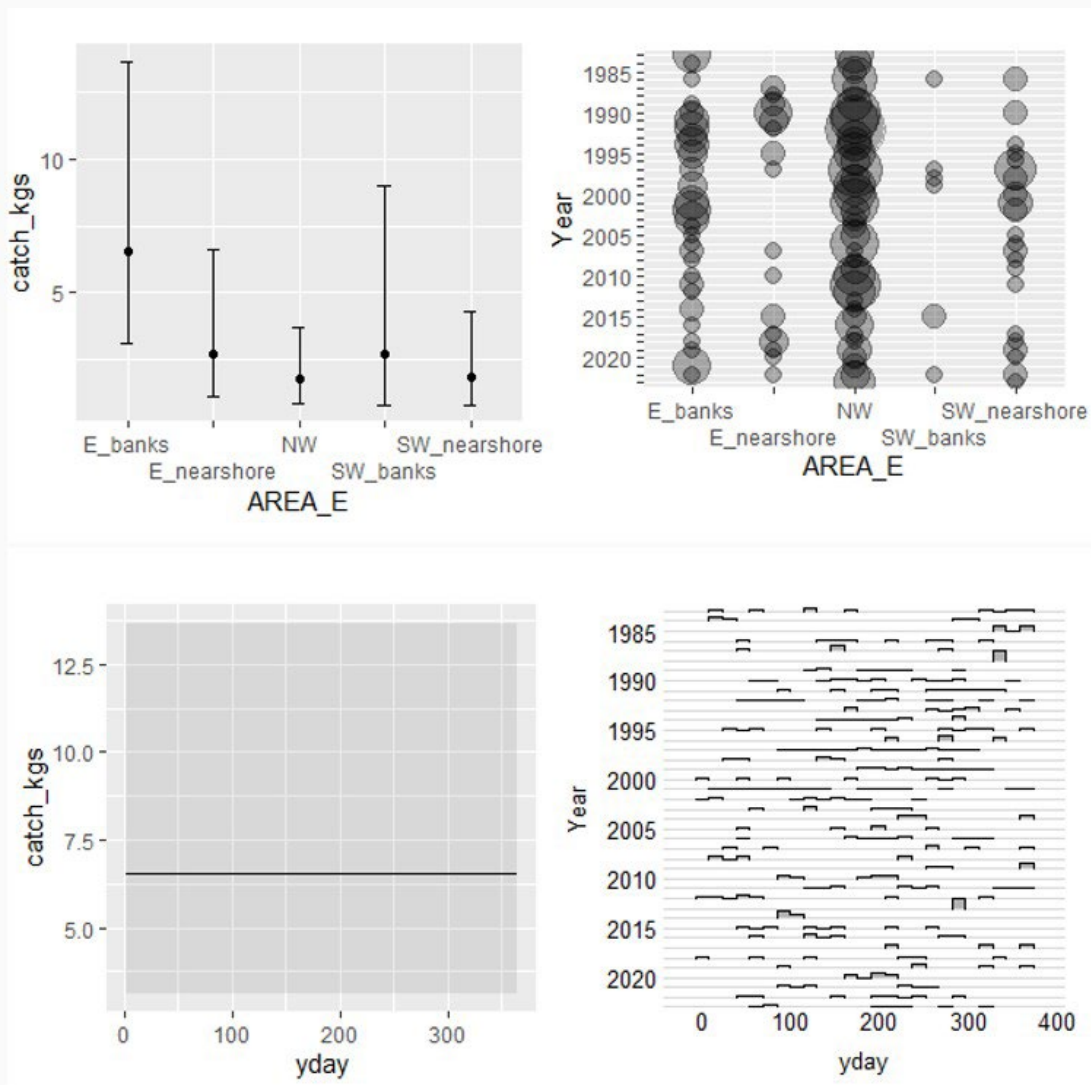 catch_kgs
10
5
E_banks
NW
SW_nearshore
E_nearshore
SW_banks
AREA_E
Year
1985
1990
1995
2000
2005
2010
2015
2020
E_banks
NW
SW_nearshore
E_nearshore
SW_banks
AREA_E
catch_kgs
12.5
10.0
7.5
5.0
0
100
200
300
yday
Year
1985
1990
1995
2000
2005
2010
2015
2020
0
100
200
300
400
yday